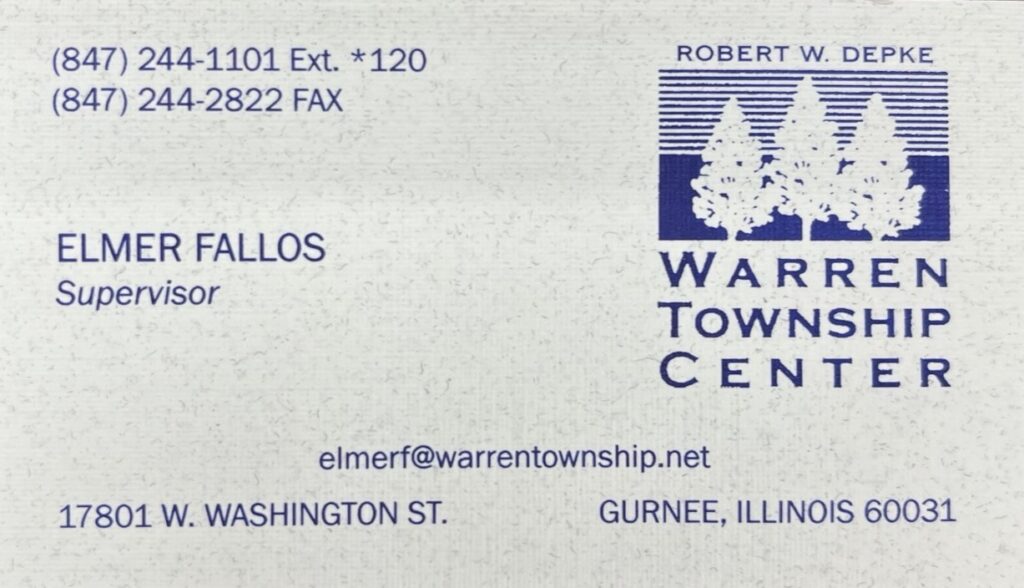 (847) 244-1101 Ext. *120
(847) 244-2822 FAX
ROBERT W. DEPKE
WARREN
TOWNSHIP
CENTER
ELMER FALLOS
Supervisor
elmerf@warrentownship.net
17801 W. WASHINGTON ST.
GURNEE, ILLINOIS 60031